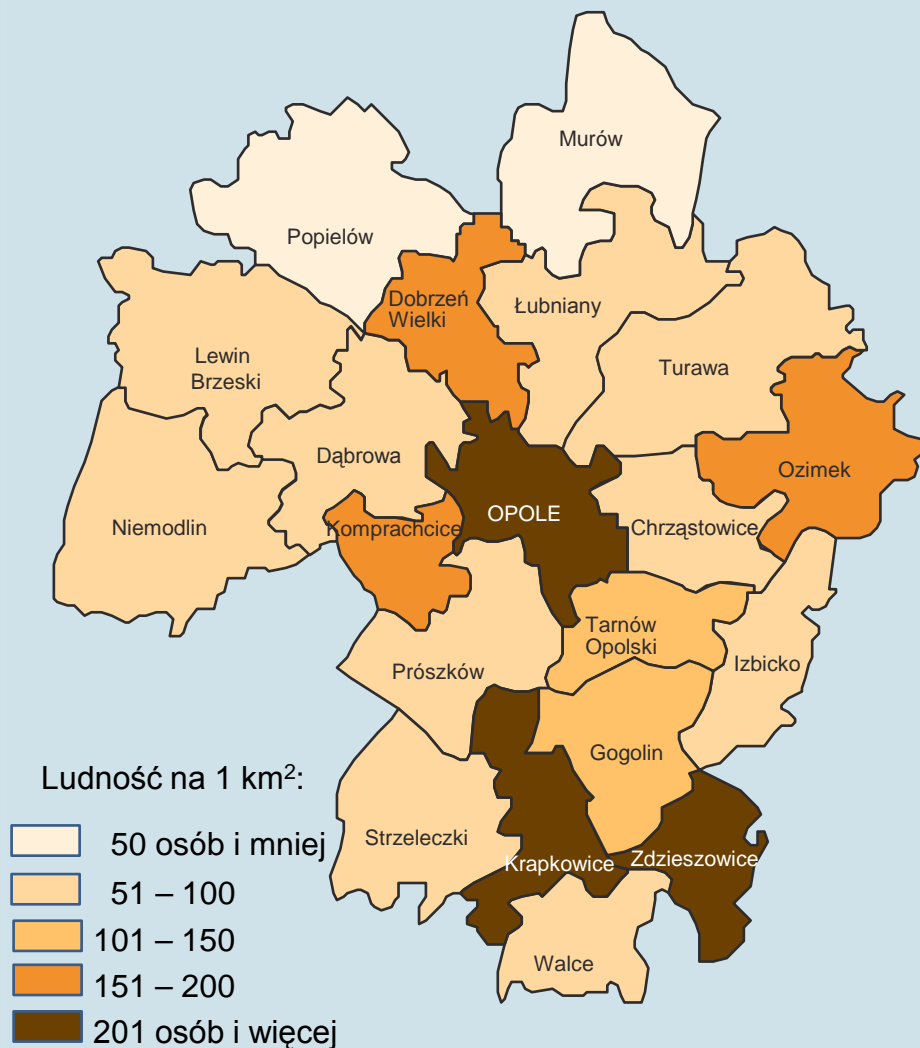 Murów
Popielów
Dobrzeń
Wielki
Łubniany
Lewin
Brzeski
Turawa
Dąbrowa
Ozimek
Niemodlin
Komprachcice
OPOLE
Chrząstowice
Tarnów
Opolski
Izbicko
Prószków
Gogolin
Strzeleczki
Krapkowice
Zdzieszowice
Walce
Ludność na 1 km²:
50 osób i mniej
51 – 100
101 – 150
151 – 200
201 osób i więcej